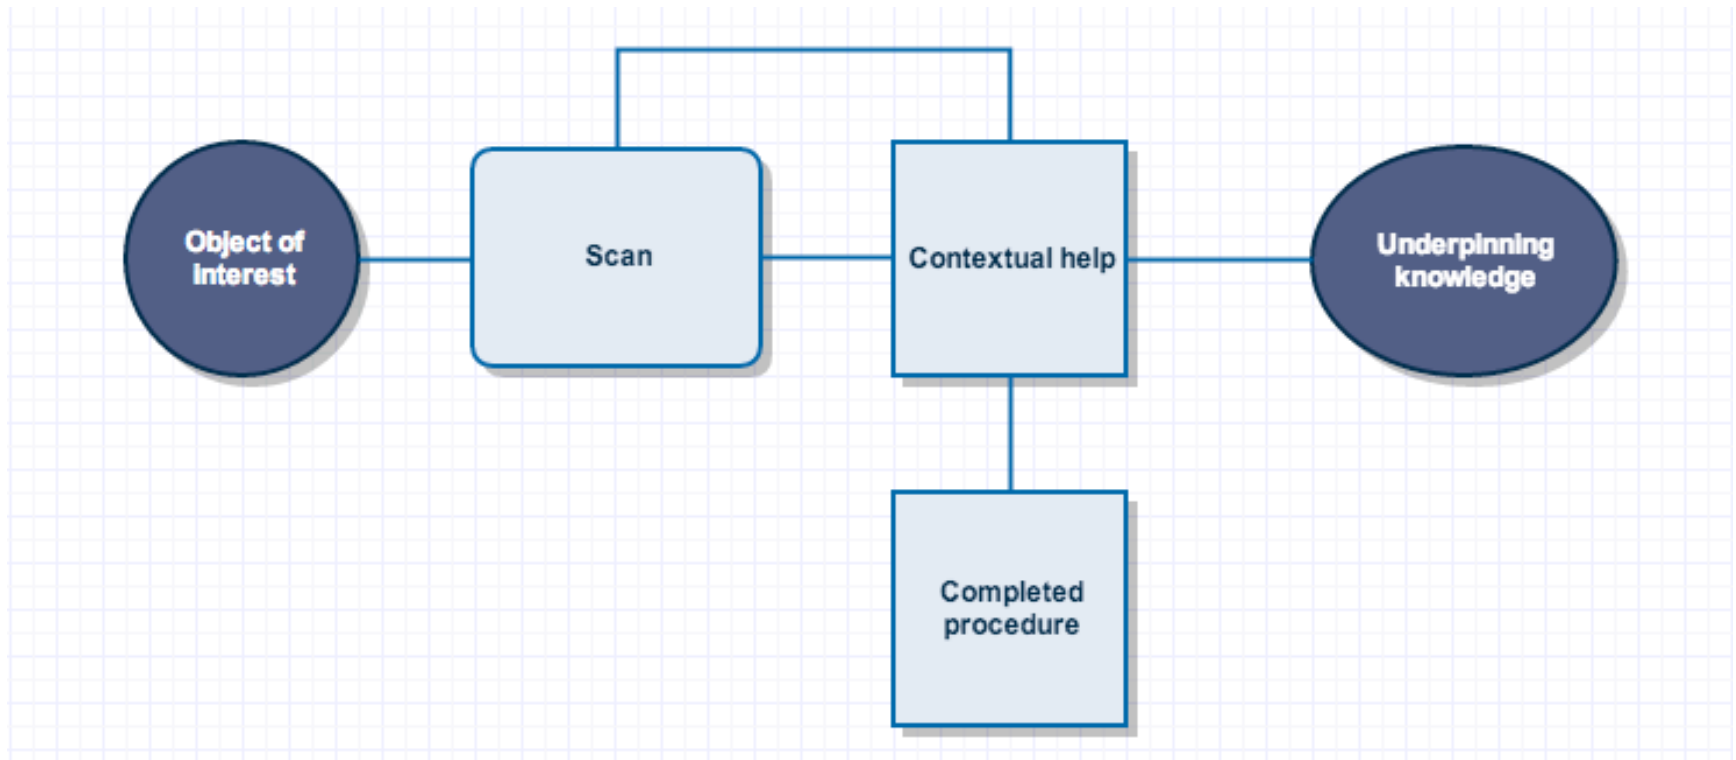 Object of
interest
Scan
Contextual help
Underpinning
knowledge
Completed
procedure